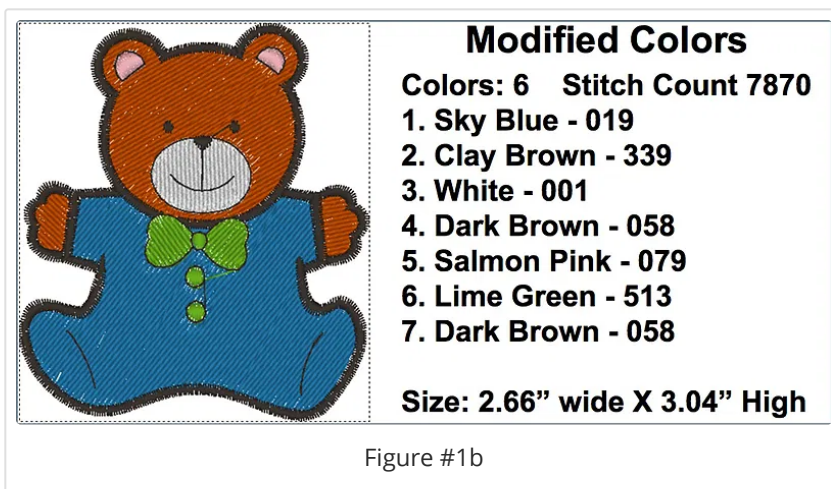 Modified Colors
Colors: 6 Stitch Count 7870
1. Sky Blue - 019
2. Clay Brown - 339
3. White - 001
4. Dark Brown - 058
5. Salmon Pink - 079
6. Lime Green - 513
7. Dark Brown - 058
Size: 2.66” wide X 3.04” High
Figure #1b